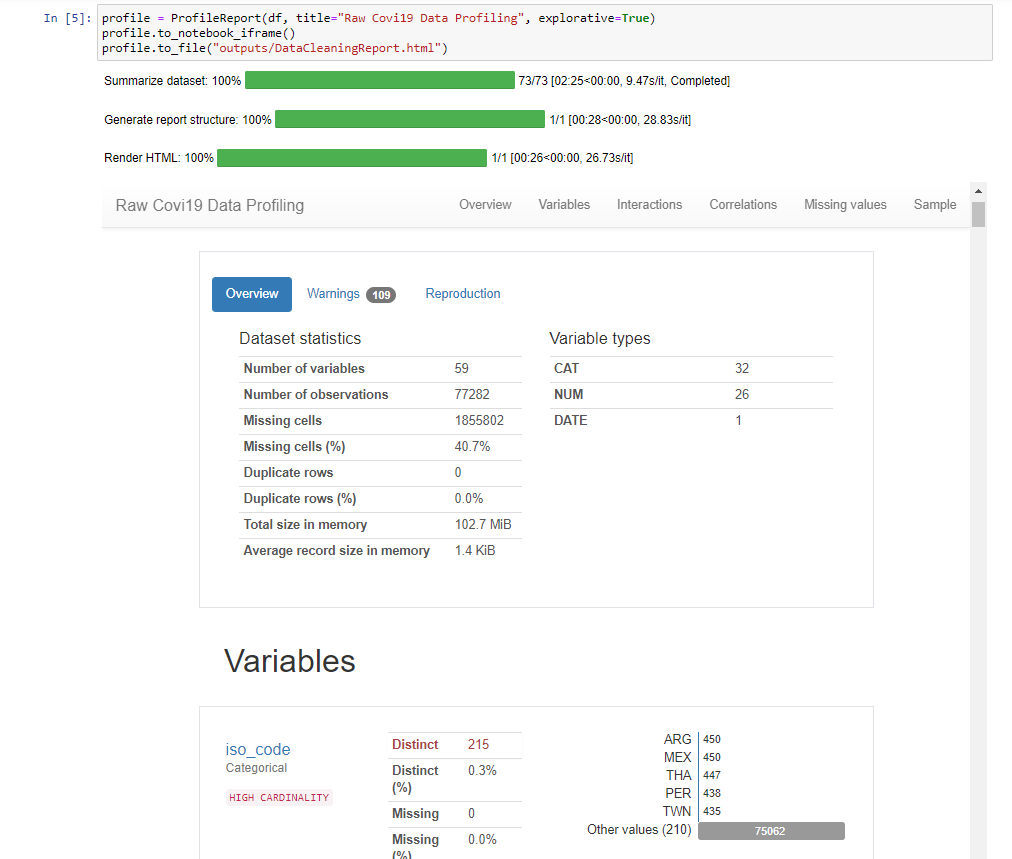 In [5]: profile = ProfileReport(df, title="Raw Covi19 Data Profiling", explorative=True)
profile.to_notebook_iframe()
profile.to_file("outputs/DataCleaningReport.html")
Summarize dataset: 100% 73/73 [02:25<00:00, 9.47s/it, Completed]
Generate report structure: 100% 1/1 [00:28<00:00, 28.83s/it]
Render HTML: 100% 1/1 [00:26<00:00, 26.73s/it]
Raw Covi19 Data Profiling Overview Variables Interactions Correlations Missing values Sample
Overview Warnings 109 Reproduction
Dataset statistics
Number of variables 59
Number of observations 77282
Missing cells 1855802
Missing cells (%) 40.7%
Duplicate rows 0
Duplicate rows (%) 0.0%
Total size in memory 102.7 MiB
Average record size in memory 1.4 KiB
Variable types
CAT 32
NUM 26
DATE 1
Variables
iso_code
Categorical
HIGH CARDINALITY
Distinct 215
Distinct (%) 0.3%
Missing 0
Missing (%) 0.0%
ARG 450
MEX 450
THA 447
PER 438
TWN 435
Other values (210) 75062